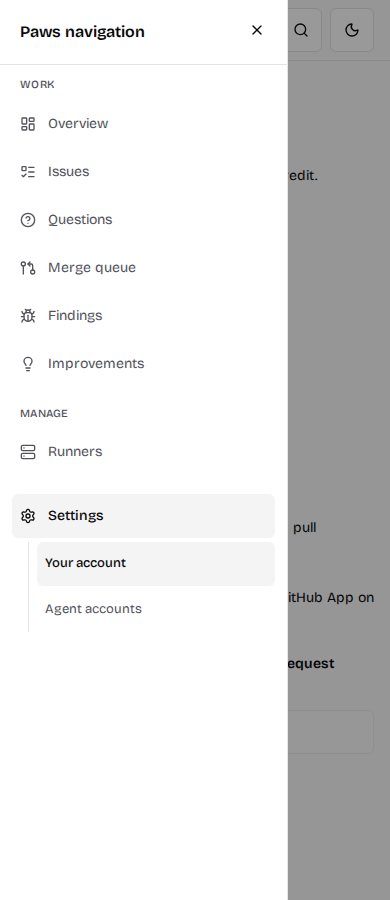 Paws navigation
WORK
Overview
Issues
Questions
Merge queue
Findings
Improvements
MANAGE
Runners
Settings
Your account
Agent accounts
edit.
pull
itHub App on
equest